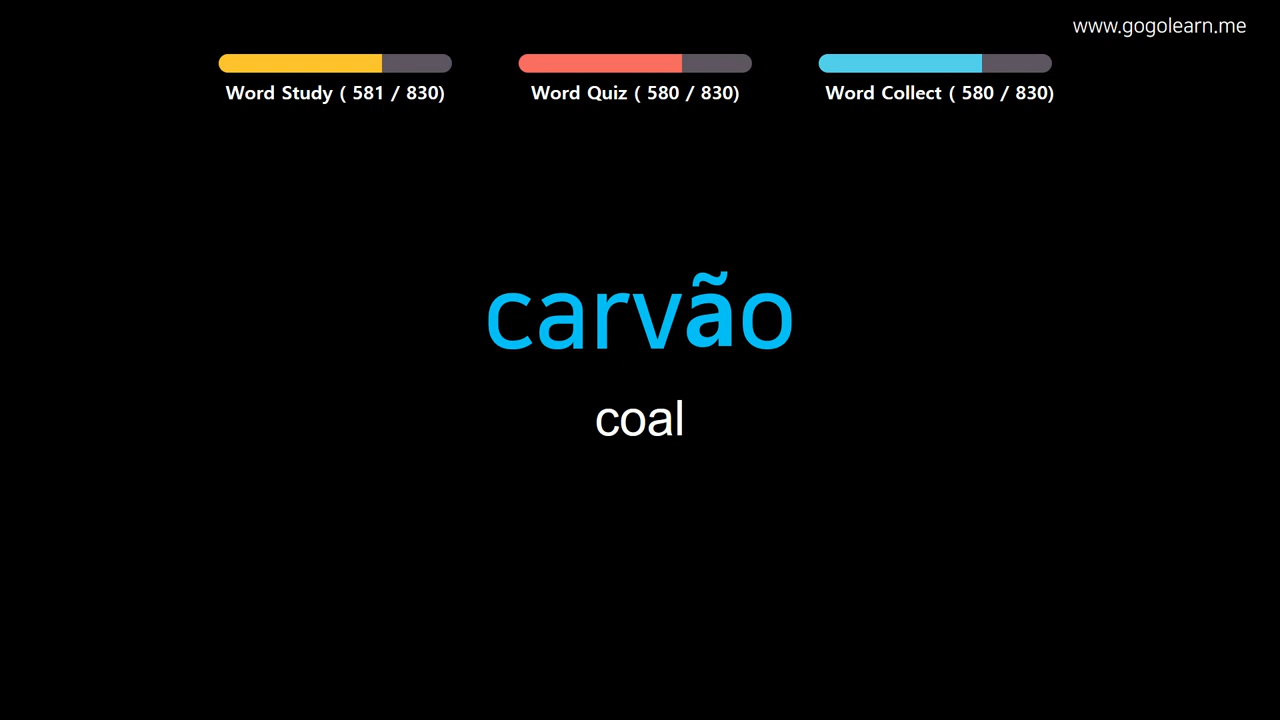 www.gogolearn.me
Word Study ( 581 / 830)
Word Quiz ( 580 / 830)
Word Collect ( 580 / 830)
carvão
coal